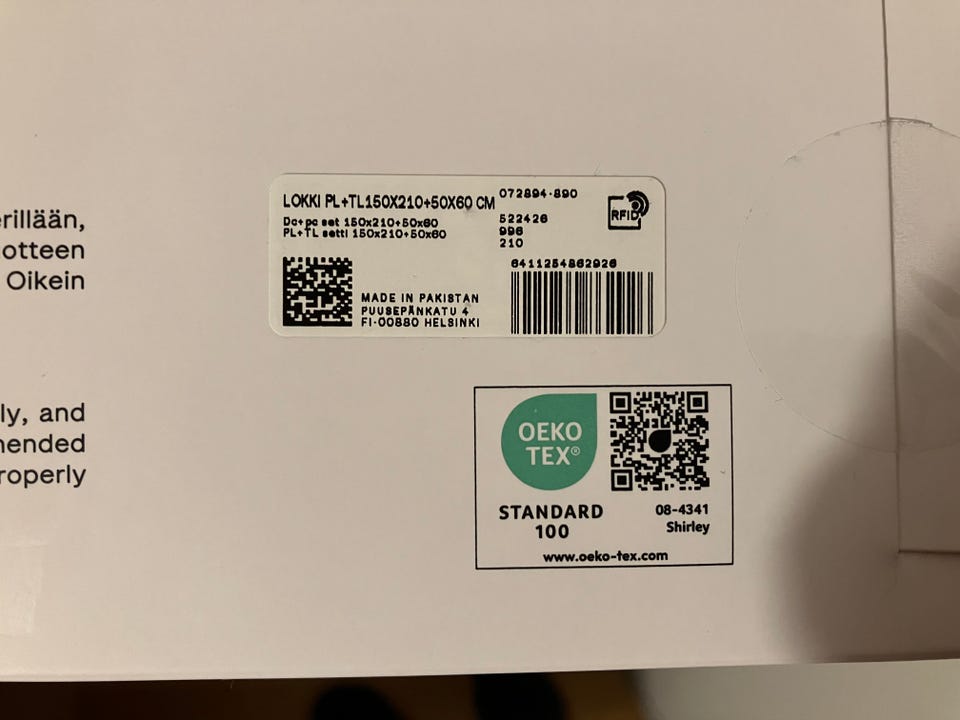 erillään,
otteen
Oikein
ly, and
mended
roperly
LOKKI PL+TL150X210+50X60 CM
Dc+pc set 150x210+50x60
PL+TL setti 150x210+50x60
072894-890
522426
996
210
RFID
6411254862926
MADE IN PAKISTAN
PUUSEPÄNKATU 4
FI-00880 HELSINKI
OEKO
TEX®
STANDARD
100
08-4341
Shirley
www.oeko-tex.com